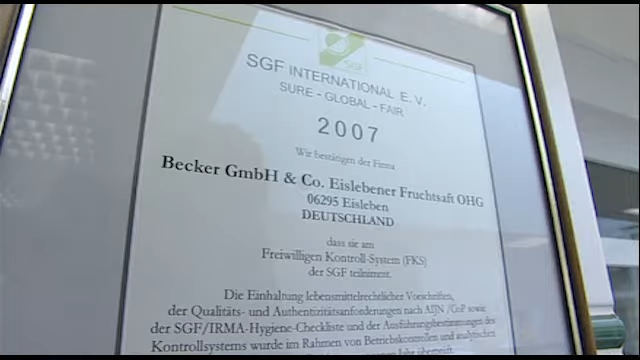 SGF
SGF INTERNATIONAL E. V.
SURE - GLOBAL - FAIR
2007
Wir bestätigen der Firma
Becker GmbH & Co. Eislebener Fruchtsaft OHG
06295 Eisleben
DEUTSCHLAND
dass sie am
Freiwilligen Kontroll-System (FKS)
der SGF teilnimmt.
Die Einhaltung lebensmittelrechtlicher Vorschriften,
der Qualitäts- und Authentizitätsanforderungen nach AIJN /CoP sowie
der SGF/IRMA-Hygiene-Checkliste und der Ausführungsbestimmungen des
Kontrollsystems wurde im Rahmen von Betriebskontrollen und analytischen